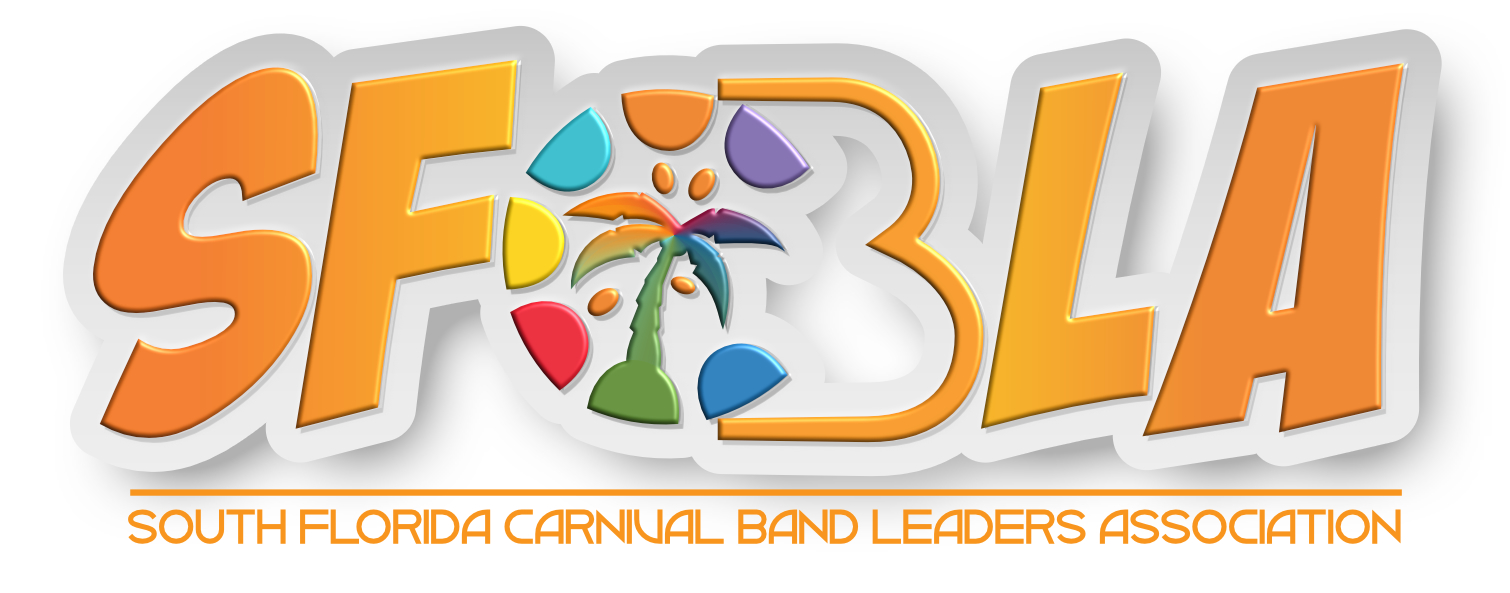 SFCBLA
SOUTH FLORIDA CARNIVAL BAND LEADERS ASSOCIATION